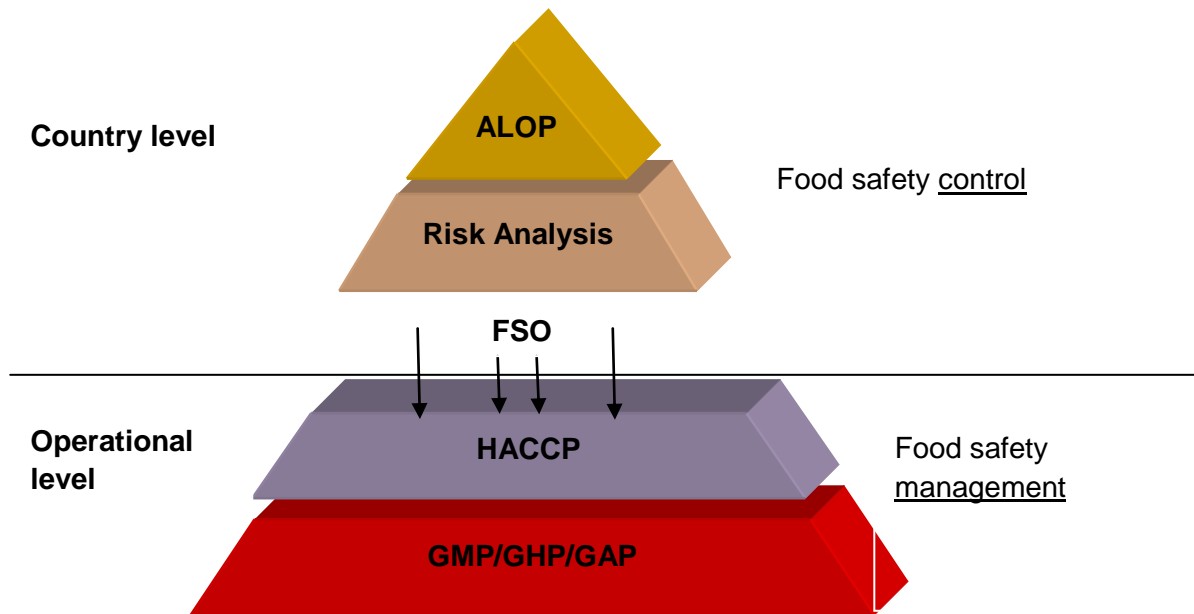 ALOP
Country level
Food safety control
Risk Analysis
FSO
Operational
level
HACCP
Food safety
management
GMP/GHP/GAP